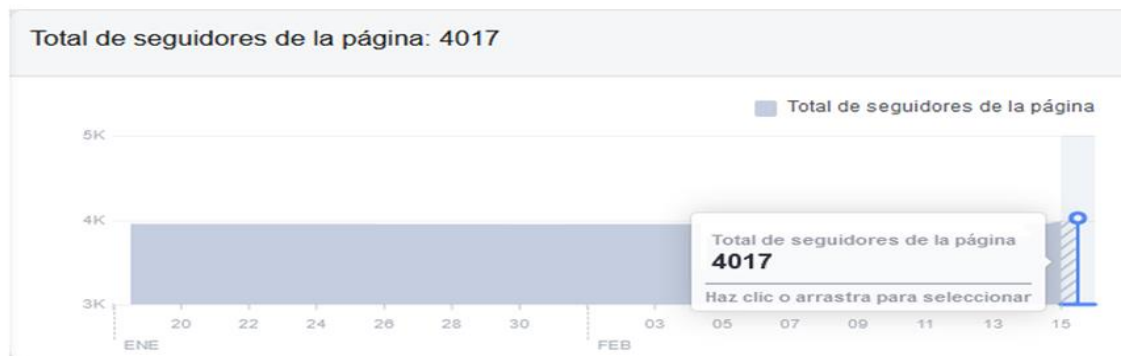 Total de seguidores de la página: 4017
Total de seguidores de la página
5K
4K
3K
Total de seguidores de la página
4017
Haz clic o arrastra para seleccionar
20 22 24 26 28 30 03 05 07 09 11 13 15
ENE FEB